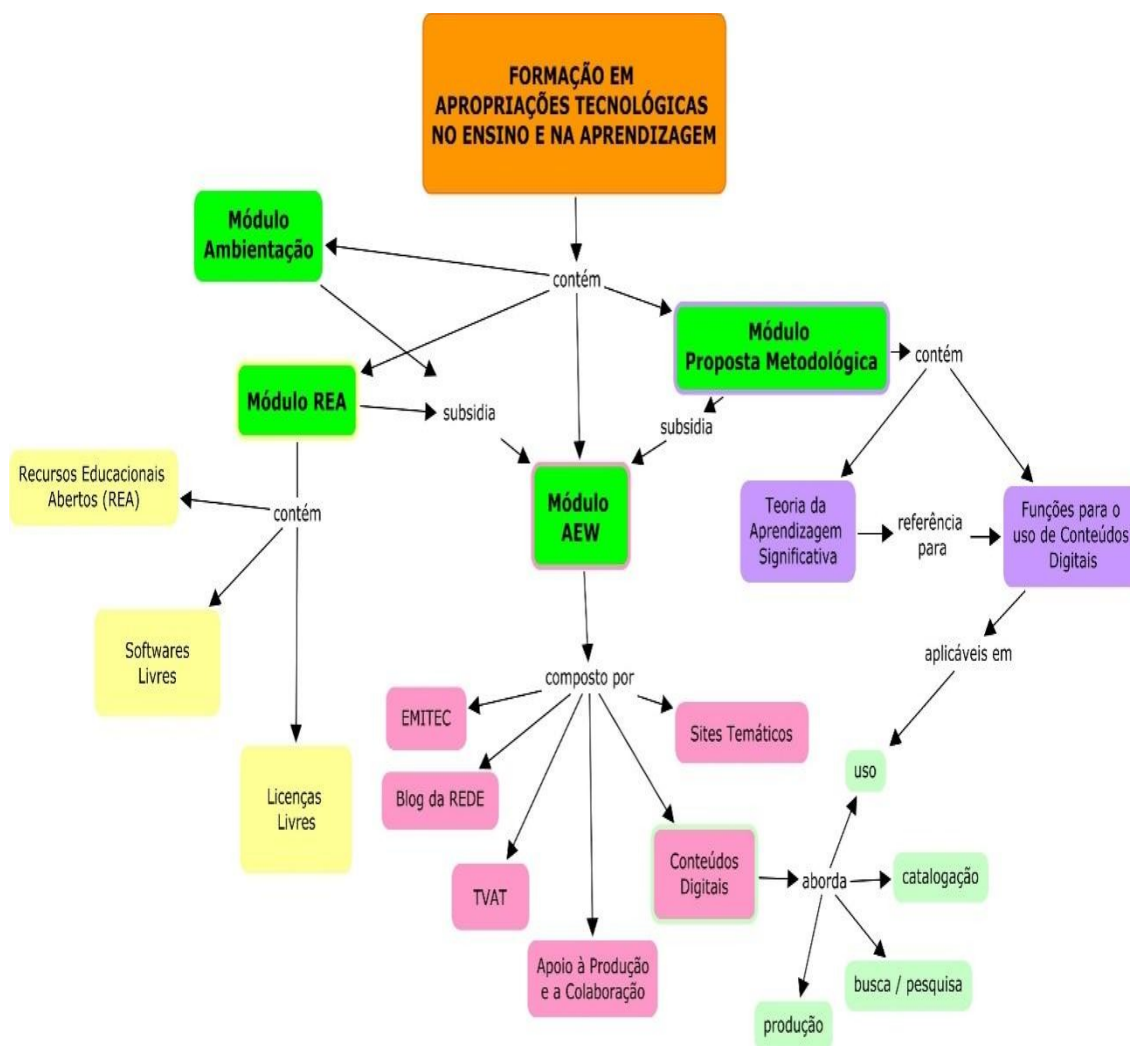 FORMAÇÃO EM
APROPRIAÇÕES TECNOLÓGICAS
NO ENSINO E NA APRENDIZAGEM
Módulo
Ambientação
contém
Módulo
Proposta Metodológica
contém
Módulo REA
subsidia
subsidia
Recursos Educacionais
Abertos (REA)
contém
Módulo
AEW
Teoria da
Aprendizagem
Significativa
referência
para
Funções para o
uso de Conteúdos
Digitais
Softwares
Livres
aplicáveis em
composto por
EMITEC
Sites Temáticos
Blog da REDE
uso
Licenças
Livres
TVAT
Conteúdos
Digitais
aborda
catalogação
Apoio à Produção
e a Colaboração
busca / pesquisa
produção